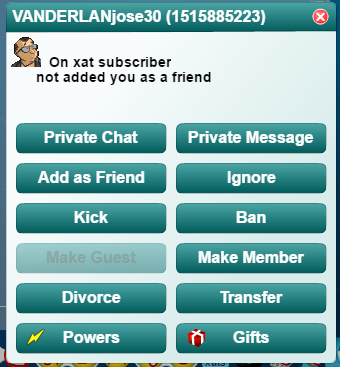 VANDERLANjose30 (1515885223)
On xat subscriber
not added you as a friend
Private Chat Private Message
Add as Friend Ignore
Kick Ban
Make Guest Make Member
Divorce Transfer
Powers Gifts